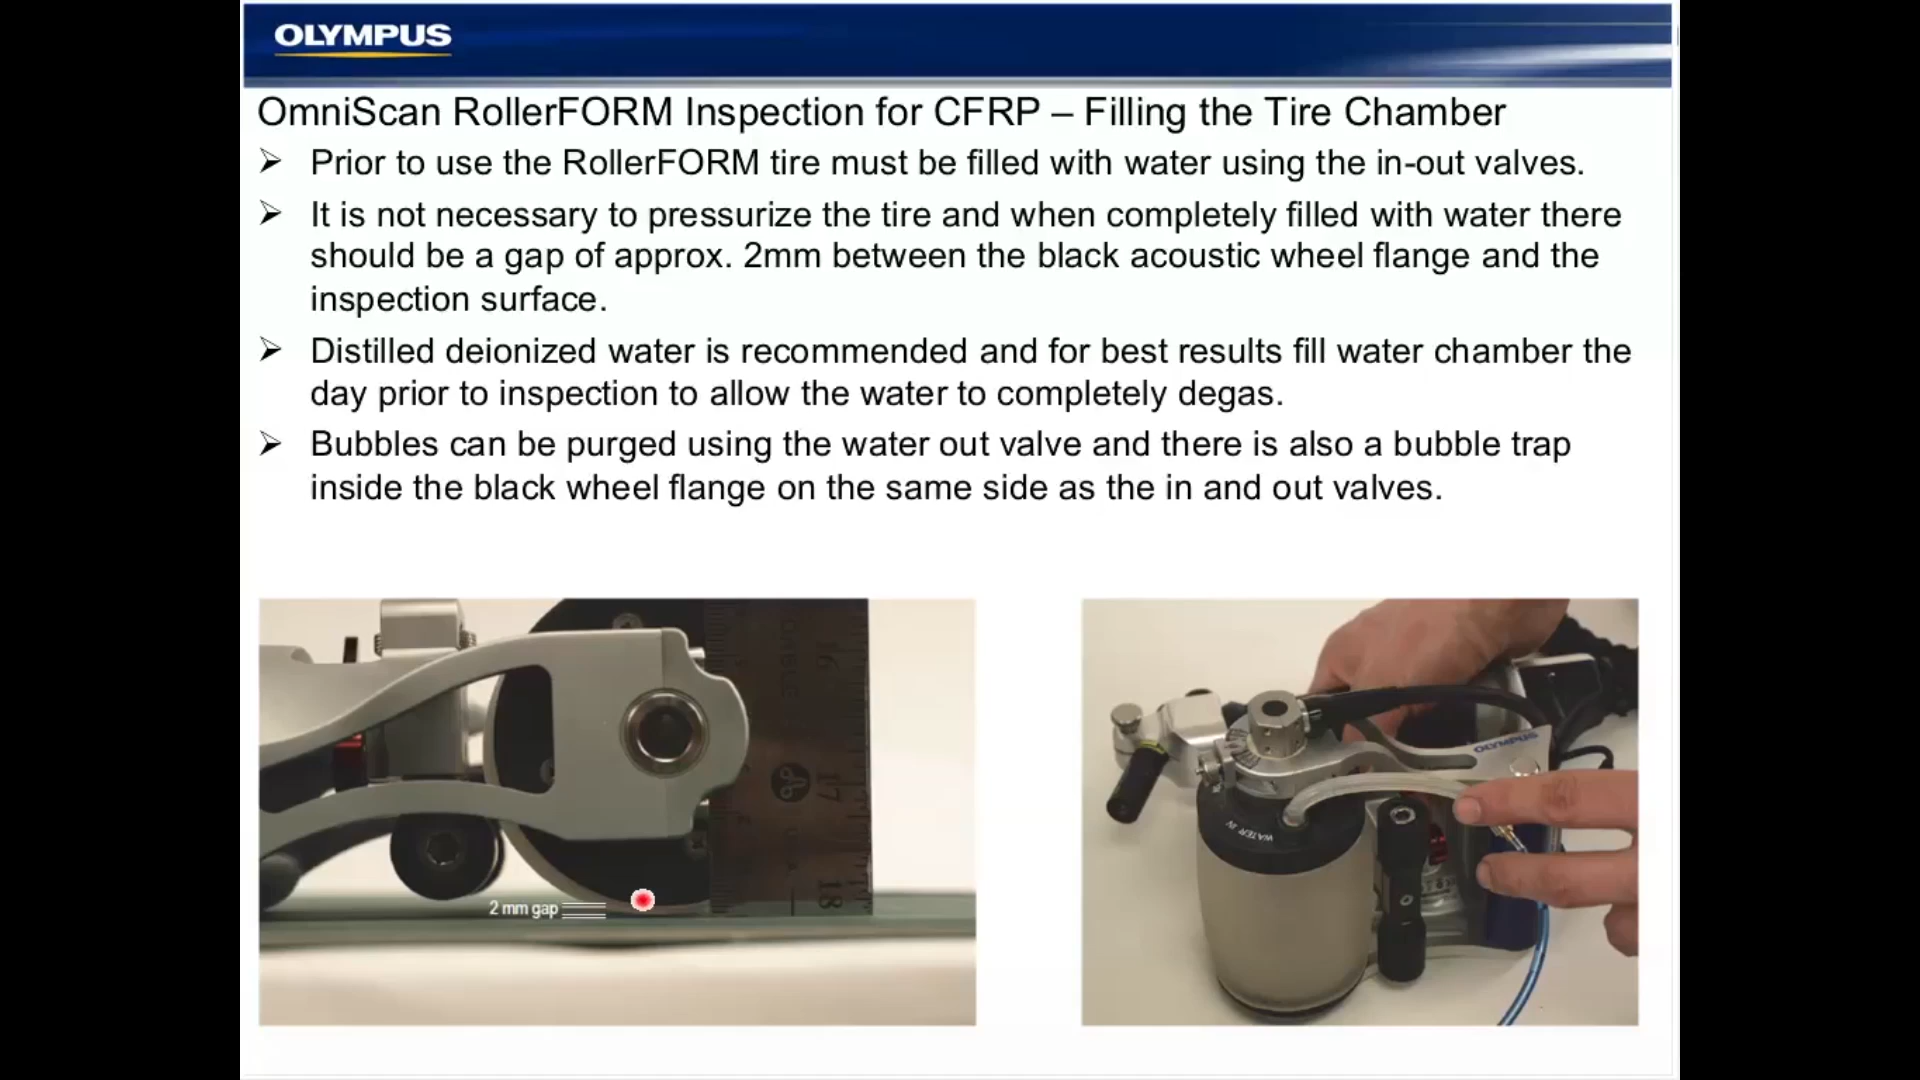 OLYMPUS
OmniScan RollerFORM Inspection for CFRP – Filling the Tire Chamber
➢ Prior to use the RollerFORM tire must be filled with water using the in-out valves.
➢ It is not necessary to pressurize the tire and when completely filled with water there
should be a gap of approx. 2mm between the black acoustic wheel flange and the
inspection surface.
➢ Distilled deionized water is recommended and for best results fill water chamber the
day prior to inspection to allow the water to completely degas.
➢ Bubbles can be purged using the water out valve and there is also a bubble trap
inside the black wheel flange on the same side as the in and out valves.
16
17
18
2 mm gap
OLYMPUS
WATER IN